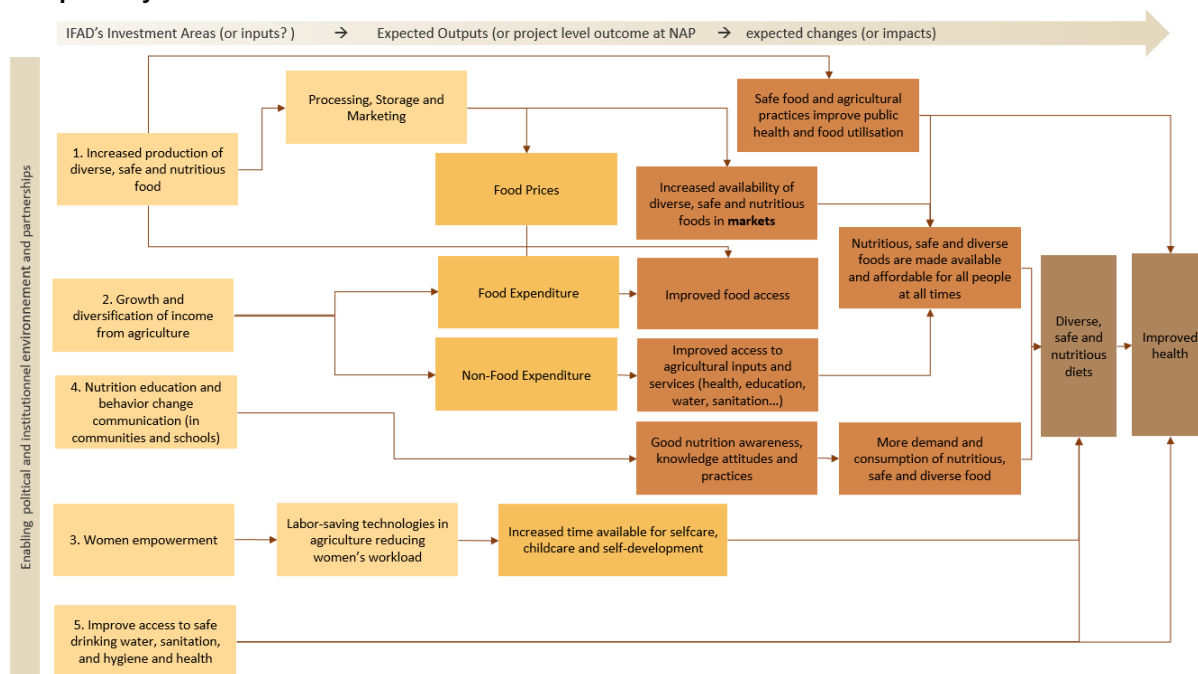 IFAD's Investment Areas (or inputs? ) → Expected Outputs (or project level outcome at NAP → expected changes (or impacts)
Enabling political and institutionnel environnement and partnerships
Processing, Storage and
Marketing
Safe food and agricultural
practices improve public
health and food utilisation
1. Increased production of
diverse, safe and nutritious
food
Food Prices
Increased availability of
diverse, safe and nutritious
foods in markets
Nutritious, safe and diverse
foods are made available
and affordable for all people
at all times
2. Growth and
diversification of income
from agriculture
Food Expenditure
Improved food access
Diverse,
safe and
nutritious
diets
Improved
health
Non-Food Expenditure
Improved access to
agricultural inputs and
services (health, education,
water, sanitation...)
4. Nutrition education and
behavior change
communication (in
communities and schools)
Good nutrition awareness,
knowledge attitudes and
practices
More demand and
consumption of nutritious,
safe and diverse food
3. Women empowerment
Labor-saving technologies in
agriculture reducing
women's workload
Increased time available for selfcare,
childcare and self-development
5. Improve access to safe
drinking water, sanitation,
and hygiene and health